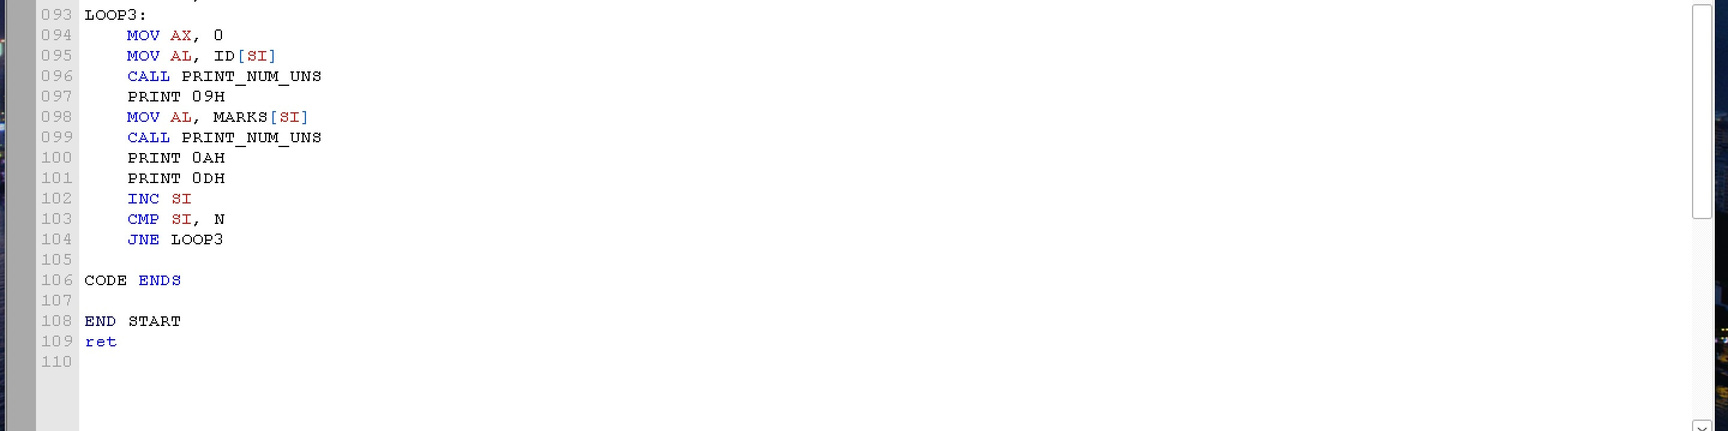 093 LOOP3:
094 MOV AX, 0
095 MOV AL, ID[SI]
096 CALL PRINT_NUM_UNS
097 PRINT 09H
098 MOV AL, MARKS[SI]
099 CALL PRINT_NUM_UNS
100 PRINT 0AH
101 PRINT 0DH
102 INC SI
103 CMP SI, N
104 JNE LOOP3
105
106 CODE ENDS
107
108 END START
109 ret
110